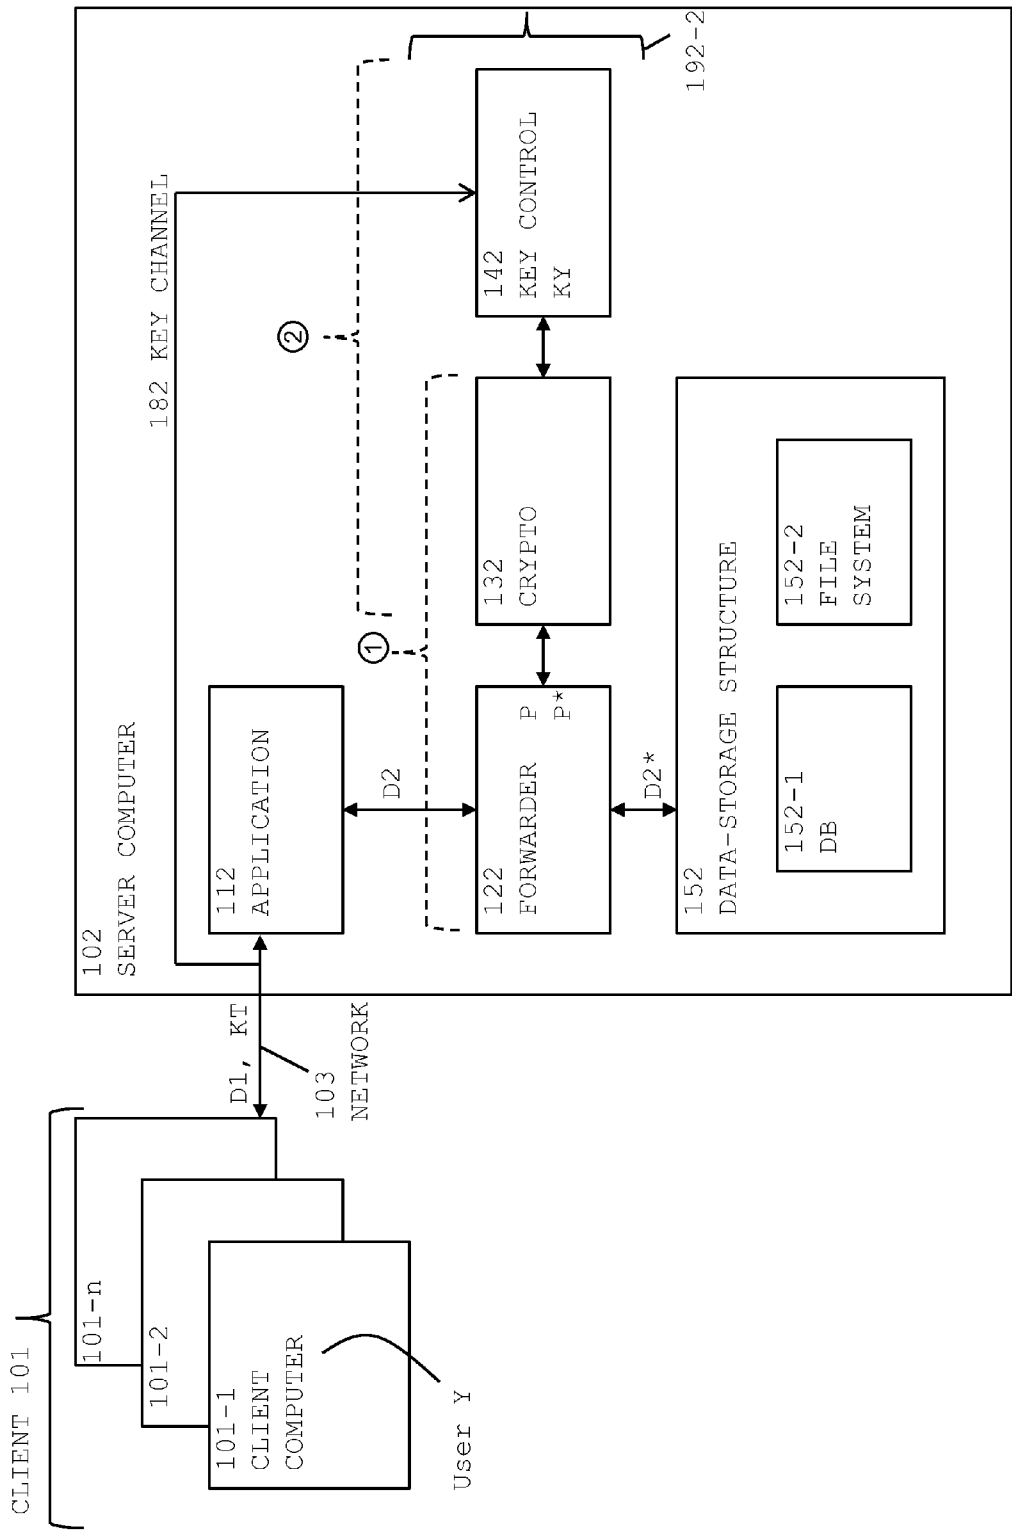 CLIENT 101
101-n
101-2
101-1
CLIENT
COMPUTER
User Y
D1, KT
103
NETWORK
102
SERVER COMPUTER
182 KEY CHANNEL
112
APPLICATION
D2
1
2
122
FORWARDER P
P*
132
CRYPTO
142
KEY CONTROL
KY
192-2
D2*
152
DATA-STORAGE STRUCTURE
152-1
DB
152-2
FILE
SYSTEM